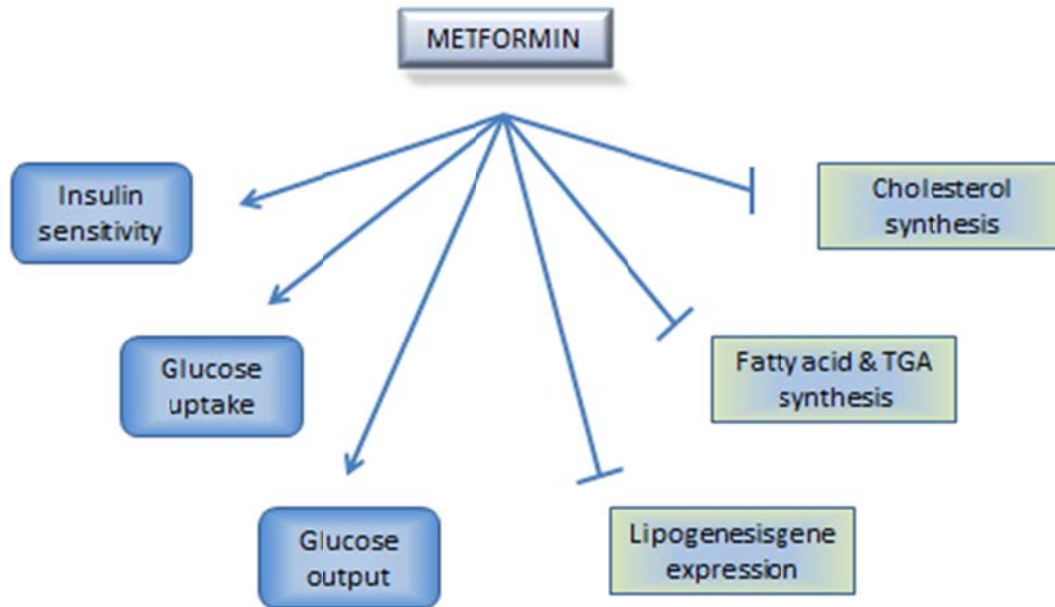 METFORMIN
Insulin
sensitivity
Cholesterol
synthesis
Glucose
uptake
Fatty acid & TGA
synthesis
Glucose
output
Lipogenesisgene
expression